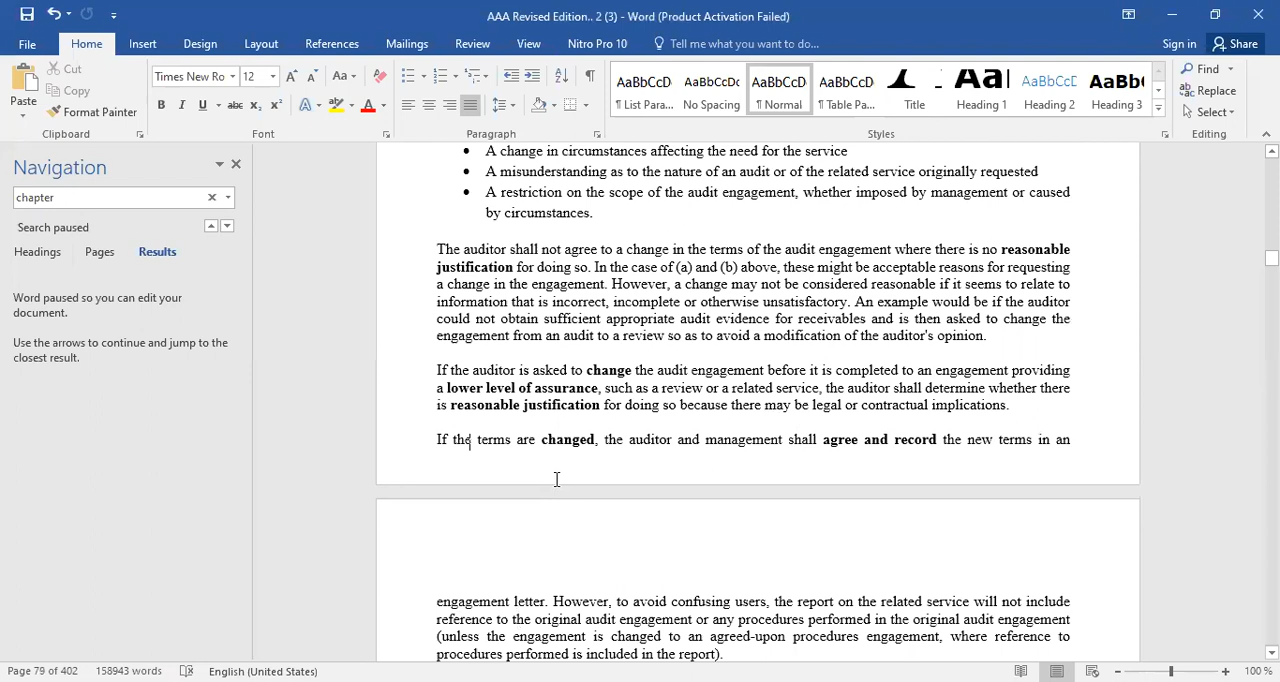 AAA Revised Edition.. 2 (3) - Word (Product Activation Failed)
File Home Insert Design Layout References Mailings Review View Nitro Pro 10 Tell me what you want to do... Sign in Share
Paste
Cut
Copy
Format Painter
Clipboard
Times New Ro 12
Aa
B I U abc x₂ x² A A
Font
Paragraph
AaBbCcD AaBbCcDc AaBbCcD AaBbCcD AaBbCcD AaBbCcD
¶ List Para... No Spacing ¶ Normal ¶ Table Pa... Title Heading 1 Heading 2 Heading 3
Styles
Find
Replace
Select
Editing
Navigation
chapter
Search paused
Headings Pages Results
Word paused so you can edit your
document.
Use the arrows to continue and jump to the
closest result.
• A change in circumstances affecting the need for the service
• A misunderstanding as to the nature of an audit or of the related service originally requested
• A restriction on the scope of the audit engagement, whether imposed by management or caused
by circumstances.
The auditor shall not agree to a change in the terms of the audit engagement where there is no reasonable
justification for doing so. In the case of (a) and (b) above, these might be acceptable reasons for requesting
a change in the engagement. However, a change may not be considered reasonable if it seems to relate to
information that is incorrect, incomplete or otherwise unsatisfactory. An example would be if the auditor
could not obtain sufficient appropriate audit evidence for receivables and is then asked to change the
engagement from an audit to a review so as to avoid a modification of the auditor's opinion.
If the auditor is asked to change the audit engagement before it is completed to an engagement providing
a lower level of assurance, such as a review or a related service, the auditor shall determine whether there
is reasonable justification for doing so because there may be legal or contractual implications.
If the terms are changed, the auditor and management shall agree and record the new terms in an
engagement letter. However, to avoid confusing users, the report on the related service will not include
reference to the original audit engagement or any procedures performed in the original audit engagement
(unless the engagement is changed to an agreed-upon procedures engagement, where reference to
procedures performed is included in the report).
Page 79 of 402 158943 words English (United States) 100 %